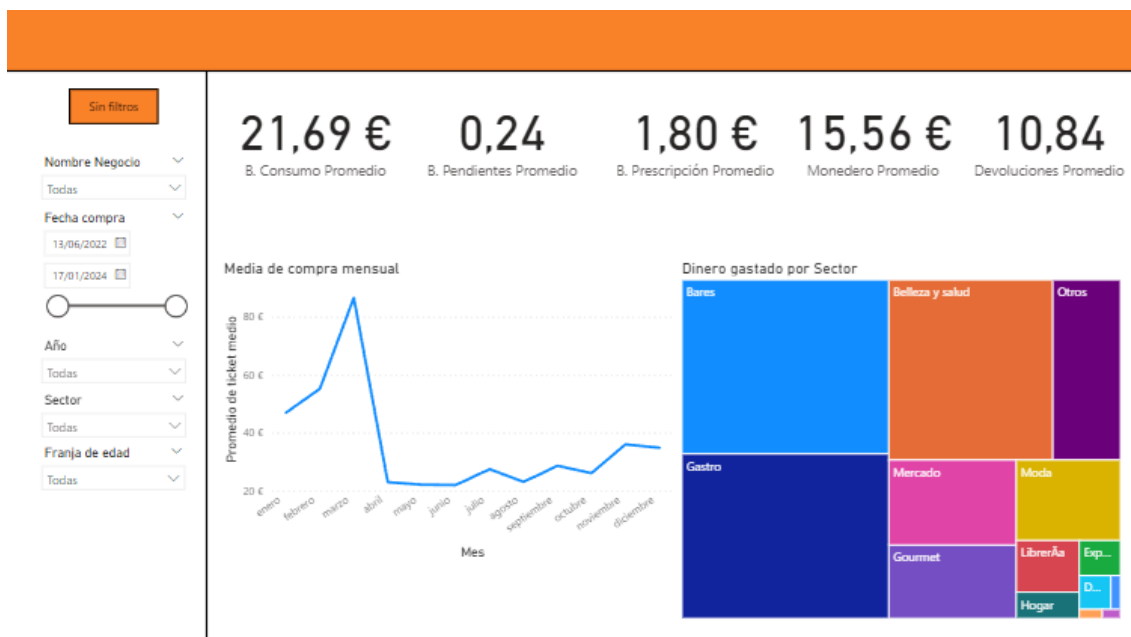 Sin filtros
Nombre Negocio
Todas
Fecha compra
13/06/2022
17/01/2024
Año
Todas
Sector
Todas
Franja de edad
Todas
21,69 €
B. Consumo Promedio
0,24
B. Pendientes Promedio
1,80 €
B. Prescripción Promedio
15,56 €
Monedero Promedio
10,84
Devoluciones Promedio
Media de compra mensual
Promedio de ticket medio
80 €
60 €
40 €
20 €
enero
febrero
marzo
abril
mayo
junio
julio
agosto
septiembre
octubre
noviembre
diciembre
Mes
Dinero gastado por Sector
Bares
Belleza y salud
Otros
Gastro
Mercado
Moda
Gourmet
LibrerÃa
Exp...
D...
Hogar